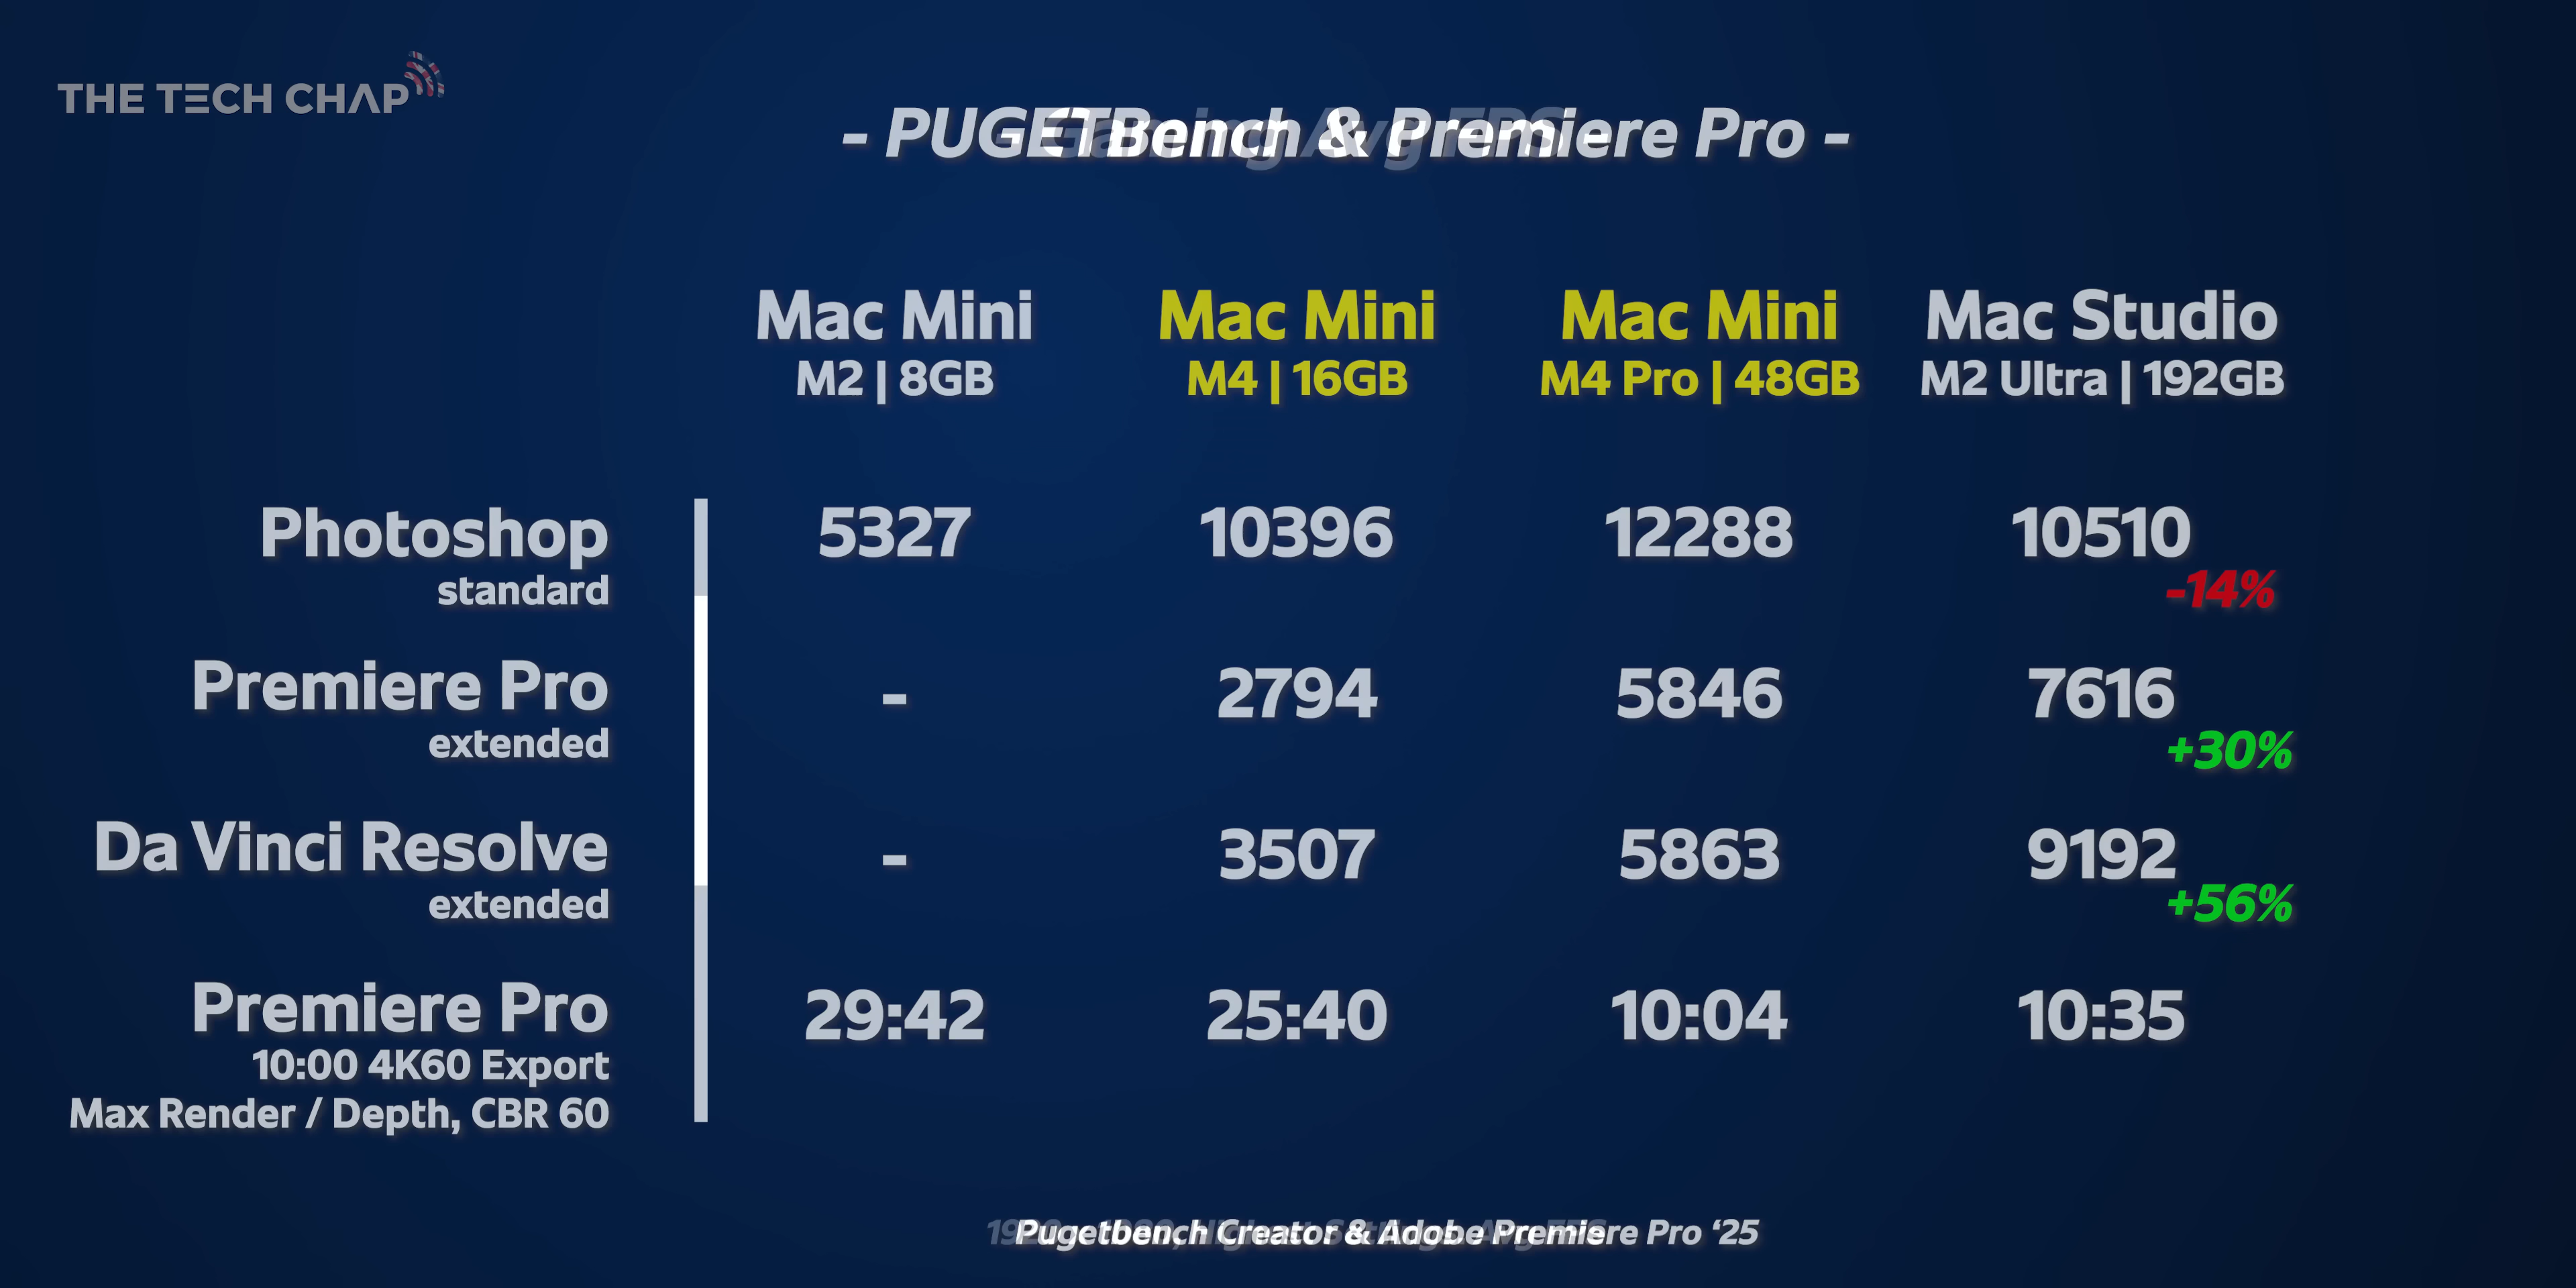 THE TECH CHAP
- PUGETBench & Premiere Pro -
- Gaming Avg FPS -
Mac Mini Mac Mini Mac Mini Mac Studio
M2 | 8GB M4 | 16GB M4 Pro | 48GB M2 Ultra | 192GB
Photoshop 5327 10396 12288 10510
standard -14%
Premiere Pro - 2794 5846 7616
extended +30%
Da Vinci Resolve - 3507 5863 9192
extended +56%
Premiere Pro 29:42 25:40 10:04 10:35
10:00 4K60 Export
Max Render / Depth, CBR 60
Pugetbench Creator & Adobe Premiere Pro ‘25